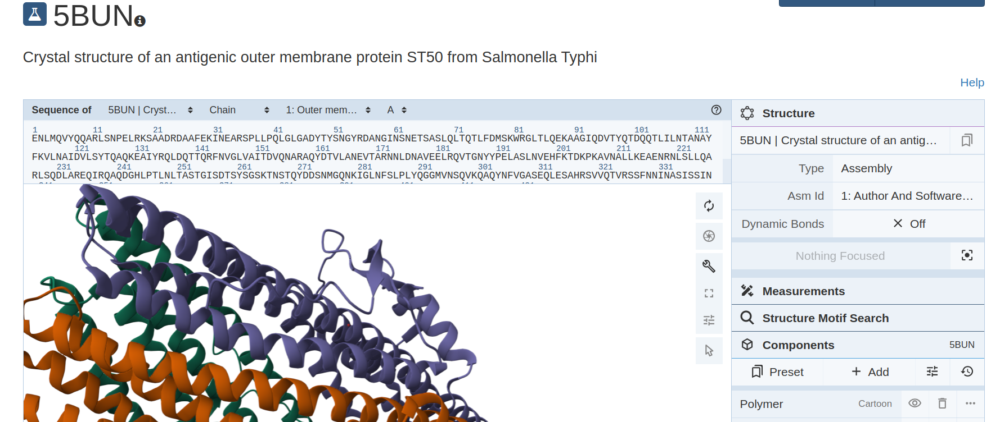 5BUN
Crystal structure of an antigenic outer membrane protein ST50 from Salmonella Typhi
Help
Sequence of 5BUN | Cryst... Chain 1: Outer mem... A
1 11 21 31 41 51 61 71 81 91 101 111
ENLMQVYQQARLSNPELRKSAADRDAAFEKINEARSPLLPQLGLGADYTYSNGYRDANGINSNETSASLQLTQTLFDMSKWRGLTLQEKAAGIQDVTYQTDQQTLILNTANAY
121 131 141 151 161 171 181 191 201 211 221
FKVLNAIDVLSYTQAQKEAIYRQLDQTTQRFNVGLVAITDVQNARAQYDTVLANEVTARNNLDNAVEELRQVTGNYYPELASLNVEHFKTDKPKAVNALLKEAENRNLSLLQA
231 241 251 261 271 281 291 301 311 321 331
RLSQDLAREQIRQAQDGHLPTLNLTASTGISDTSYSGSKTNSTQYDDSNMGQNKIGLNFSLPLYQGGMVNSQVKQAQYNFVGASEQLESAHRSVVQTVRSSFNNINASISSIN
Structure
5BUN | Crystal structure of an antig...
Type Assembly
Asm Id 1: Author And Software...
Dynamic Bonds Off
Nothing Focused
Measurements
Structure Motif Search
Components 5BUN
Preset Add
Polymer Cartoon